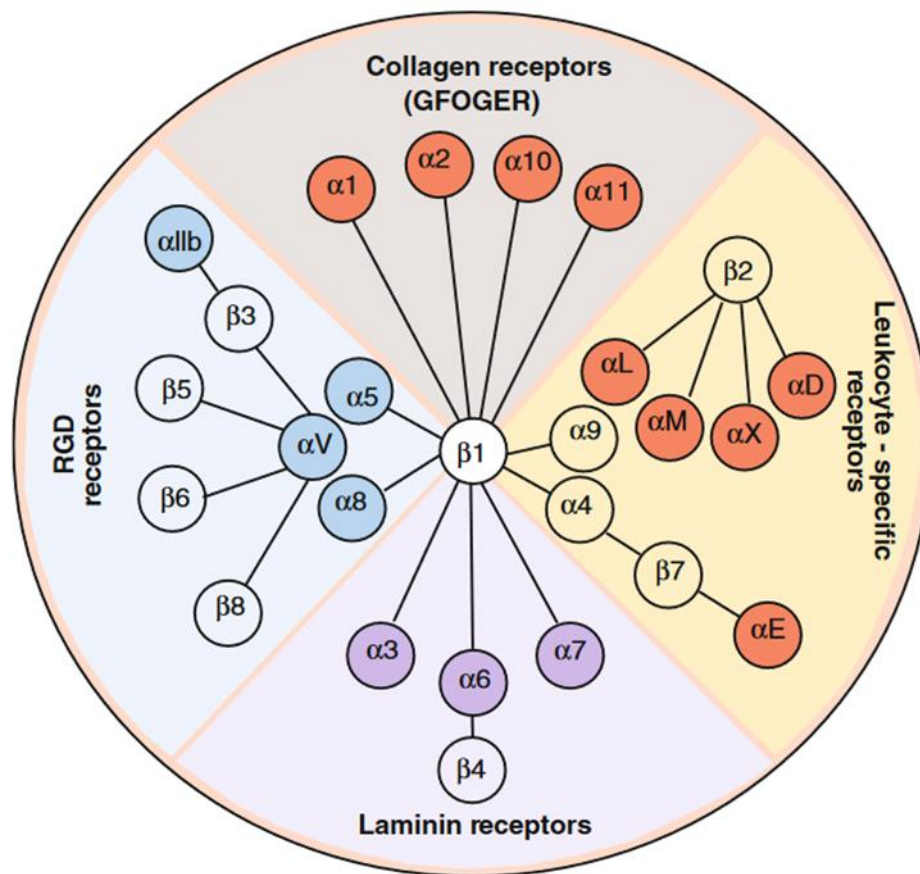 Collagen receptors
(GFOGER)
α1
α2
α10
α11
αIIb
β3
β5
αV
β6
β8
α5
α8
RGD
receptors
β1
β2
αL
αM
αX
αD
α9
α4
β7
αE
Leukocyte - specific
receptors
α3
α6
α7
β4
Laminin receptors